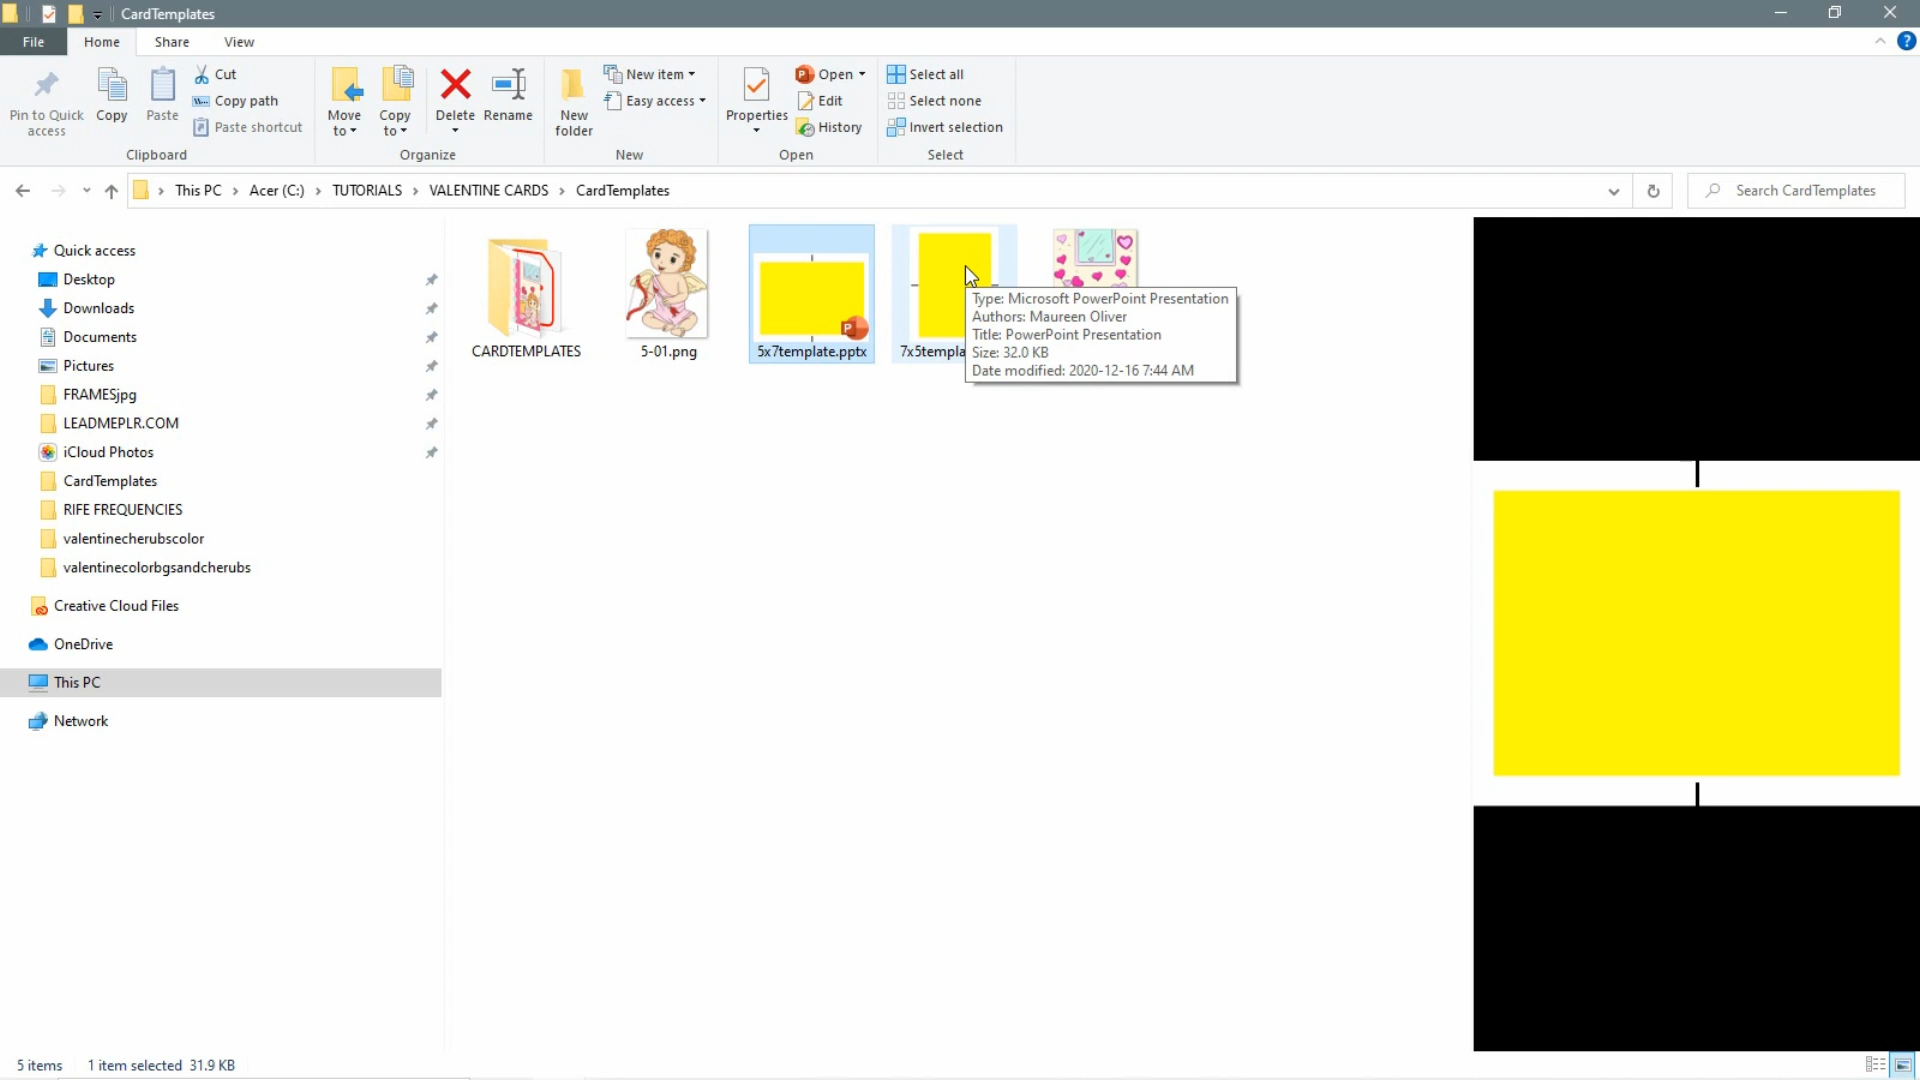 CardTemplates
File
Home
Share
View
Pin to Quick
access
Copy
Paste
Cut
Copy path
Paste shortcut
Clipboard
Move
to
Copy
to
Delete
Rename
Organize
New
folder
New item
Easy access
New
Properties
Open
Edit
History
Open
Select all
Select none
Invert selection
Select
This PC
Acer (C:)
TUTORIALS
VALENTINE CARDS
CardTemplates
Search CardTemplates
Quick access
Desktop
Downloads
Documents
Pictures
FRAMESjpg
LEADMEPLR.COM
iCloud Photos
CardTemplates
RIFE FREQUENCIES
valentinecherubscolor
valentinecolorbgsandcherubs
Creative Cloud Files
OneDrive
This PC
Network
CARDTEMPLATES
5-01.png
5x7template.pptx
7x5templa
Type: Microsoft PowerPoint Presentation
Authors: Maureen Oliver
Title: PowerPoint Presentation
Size: 32.0 KB
Date modified: 2020-12-16 7:44 AM
5 items
1 item selected 31.9 KB